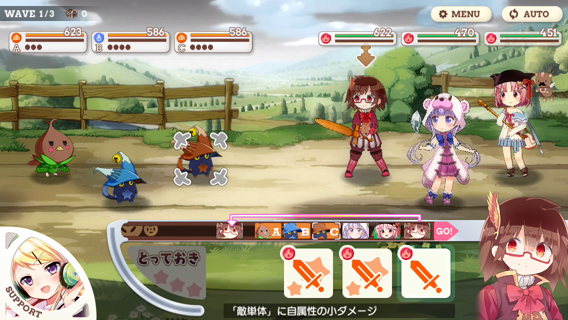 WAVE 1/3 0
MENU
AUTO
623
586
586
622
470
451
A
B
C
A B C GO!
とっておき
SUPPORT
「敵単体」に自属性の小ダメージ